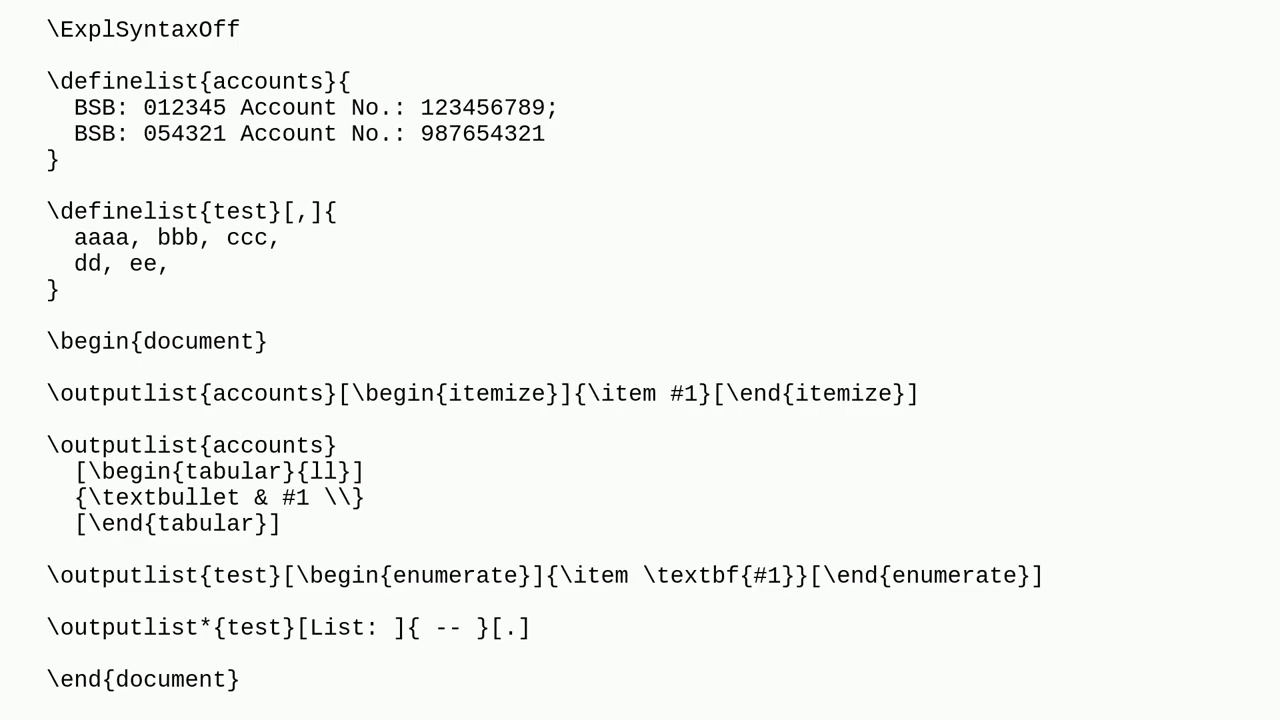 \ExplSyntaxOff
\definelist{accounts}{
BSB: 012345 Account No.: 123456789;
BSB: 054321 Account No.: 987654321
}
\definelist{test}[,]{
aaaa, bbb, ccc,
dd, ee,
}
\begin{document}
\outputlist{accounts}[\begin{itemize}]{\item #1}[\end{itemize}]
\outputlist{accounts}
[\begin{tabular}{ll}]
{\textbullet & #1 \\}
[\end{tabular}]
\outputlist{test}[\begin{enumerate}]{\item \textbf{#1}}[\end{enumerate}]
\outputlist*{test}[List: ]{ -- }[.]
\end{document}